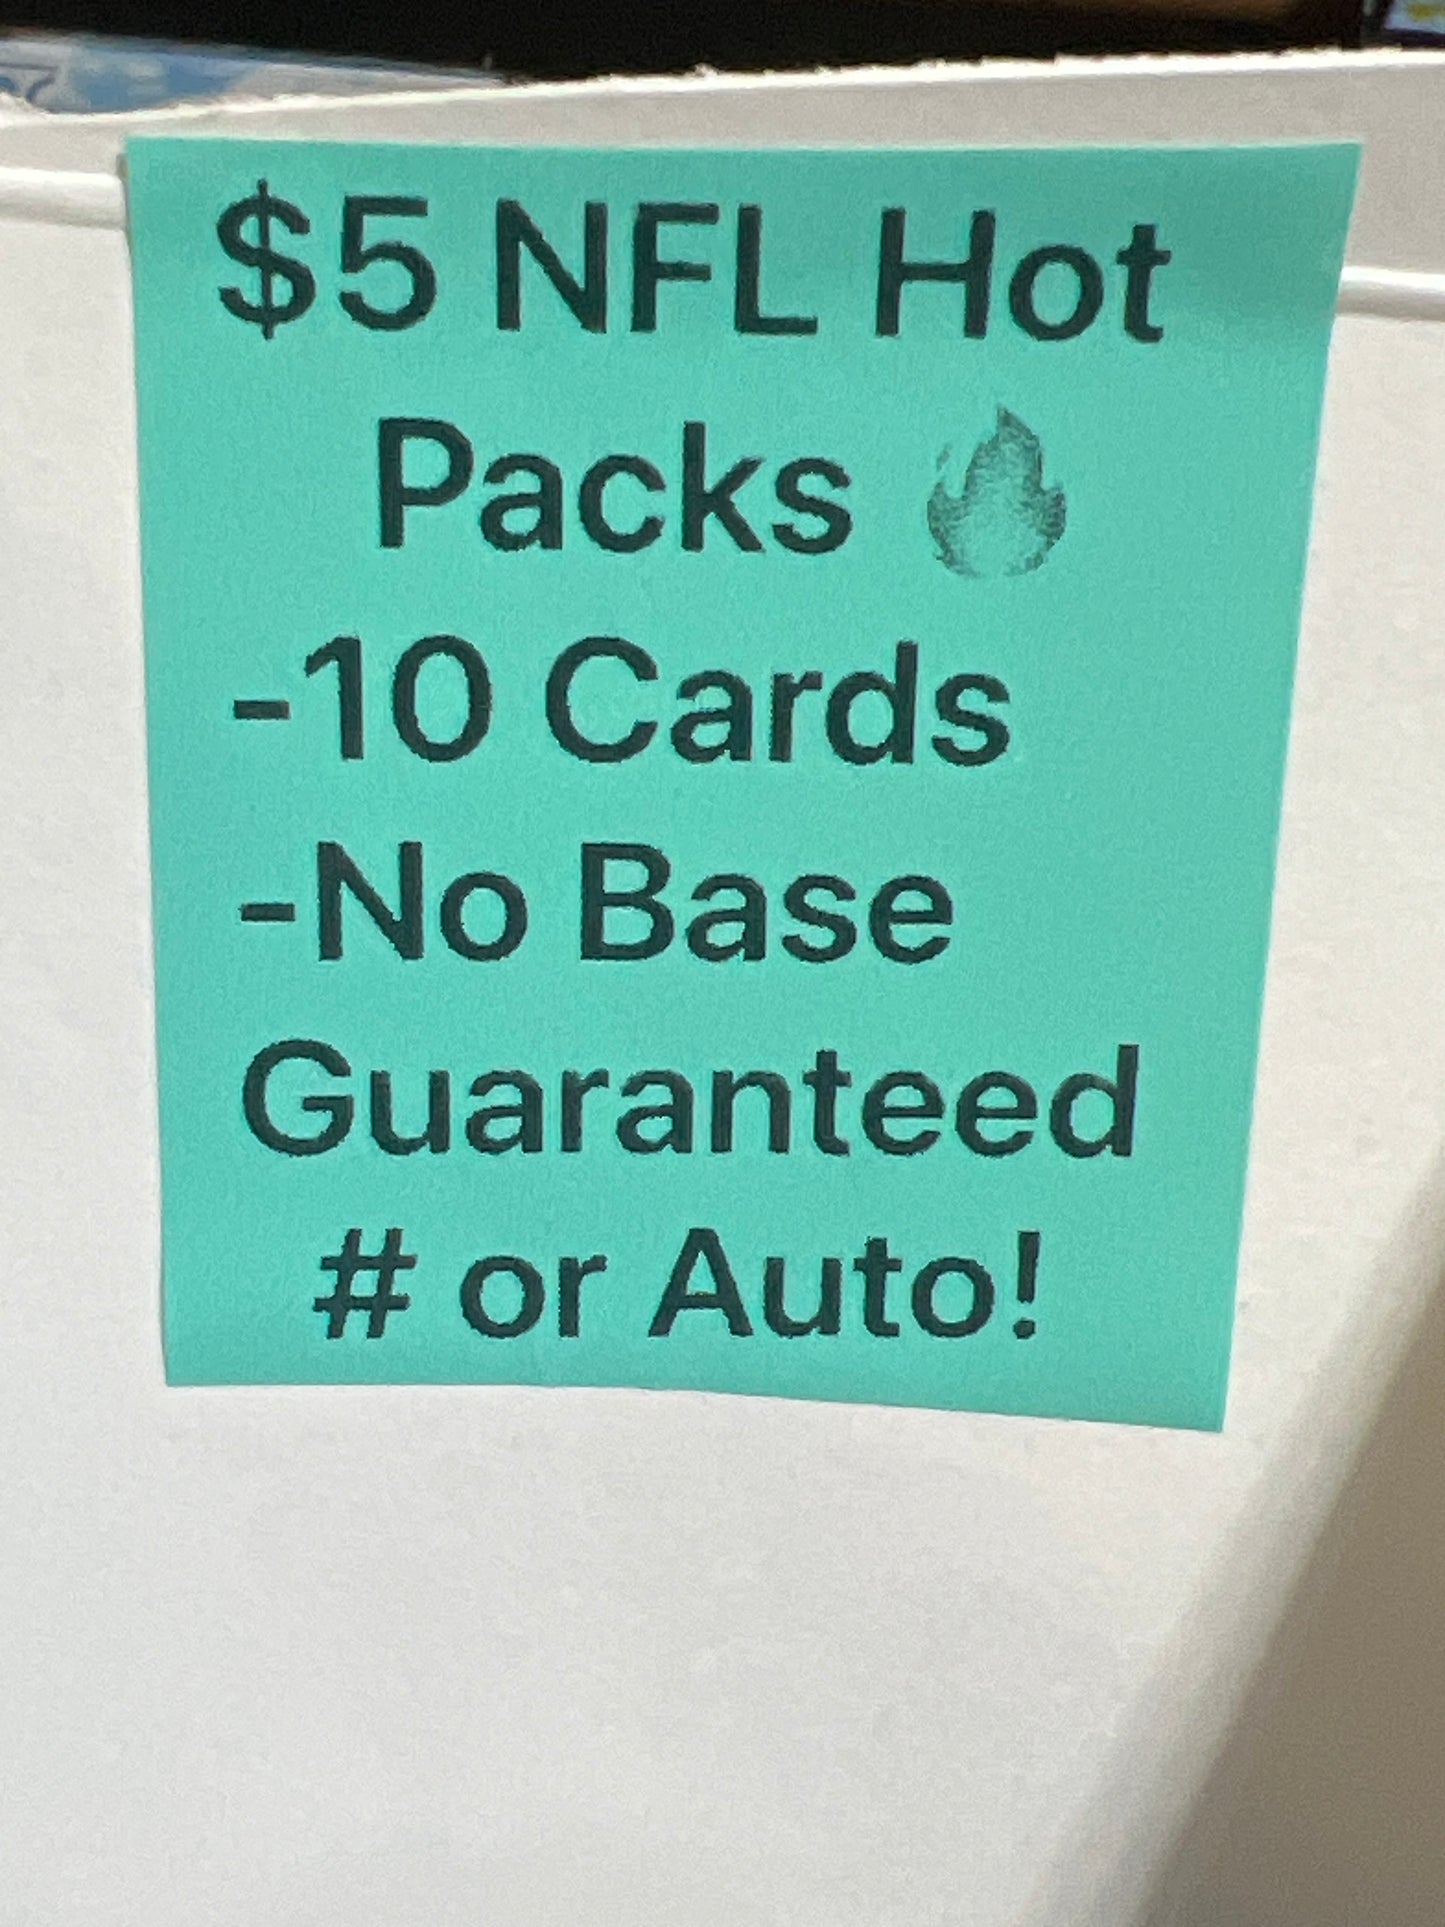 $5 NFL Hot
Packs 🔥
-10 Cards
-No Base
Guaranteed
# or Auto!